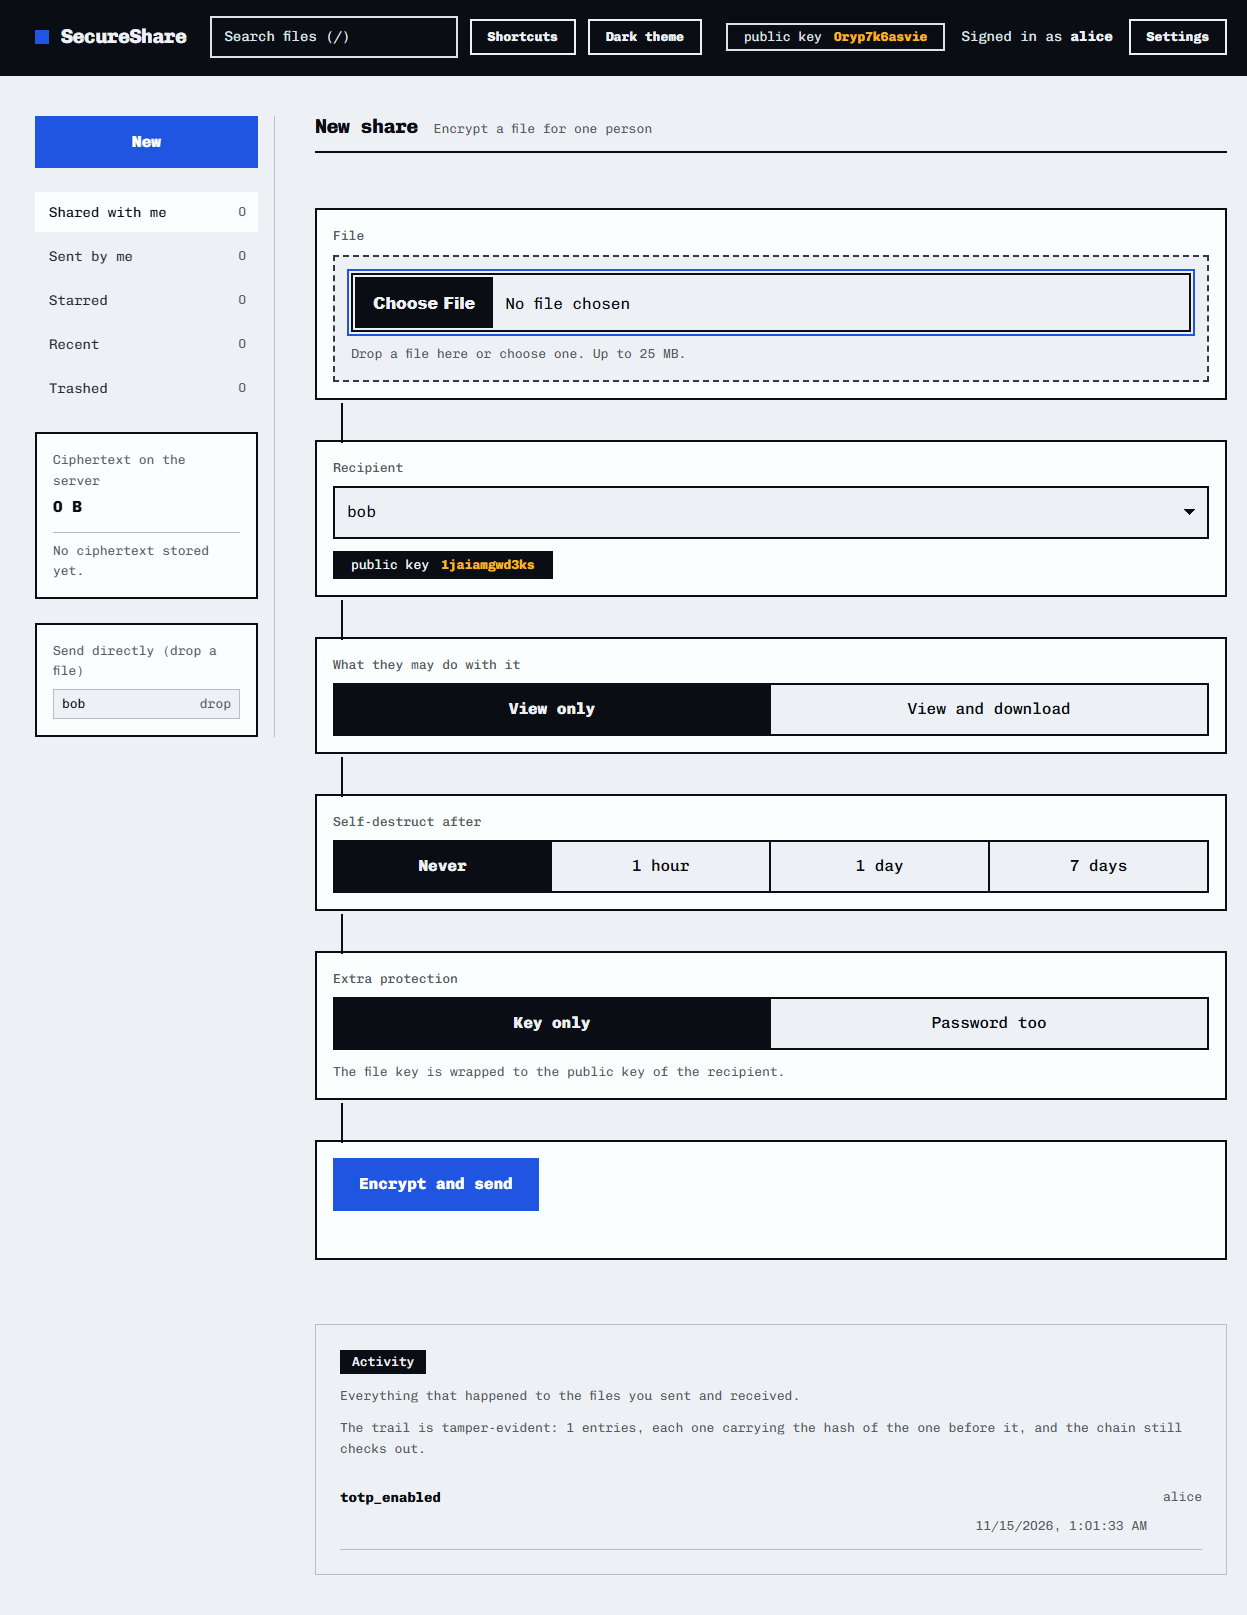 SecureShare
Search files (/)
Shortcuts
Dark theme
public key 0ryp7k6asvie
Signed in as alice
Settings
New
Shared with me 0
Sent by me 0
Starred 0
Recent 0
Trashed 0
Ciphertext on the
server
0 B
No ciphertext stored
yet.
Send directly (drop a
file)
bob drop
New share Encrypt a file for one person
File
Choose File No file chosen
Drop a file here or choose one. Up to 25 MB.
Recipient
bob
public key 1jaiamgwd3ks
What they may do with it
View only View and download
Self-destruct after
Never 1 hour 1 day 7 days
Extra protection
Key only Password too
The file key is wrapped to the public key of the recipient.
Encrypt and send
Activity
Everything that happened to the files you sent and received.
The trail is tamper-evident: 1 entries, each one carrying the hash of the one before it, and the chain still
checks out.
totp_enabled alice
11/15/2026, 1:01:33 AM